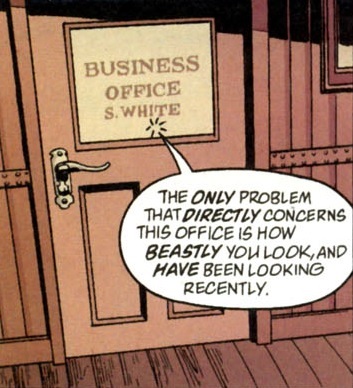 BUSINESS
OFFICE
S. WHITE
THE ONLY PROBLEM
THAT DIRECTLY CONCERNS
THIS OFFICE IS HOW
BEASTLY YOU LOOK, AND
HAVE BEEN LOOKING
RECENTLY.